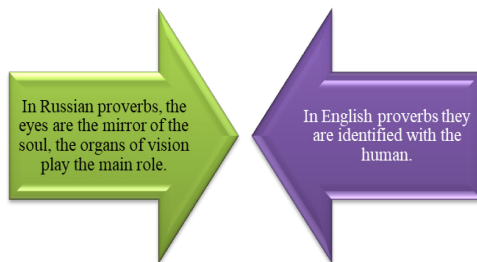 In Russian proverbs, the
eyes are the mirror of the
soul, the organs of vision
play the main role.
In English proverbs they
are identified with the
human.